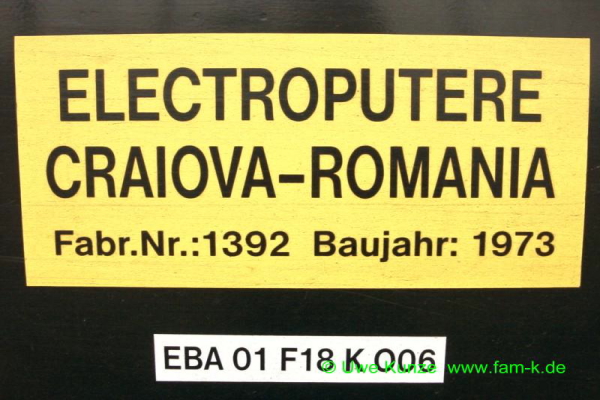 ELECTROPUTERE
CRAIOVA-ROMANIA
Fabr.Nr.:1392 Baujahr: 1973
EBA 01 F18 K 006
© Uwe Kunze www.fam-k.de